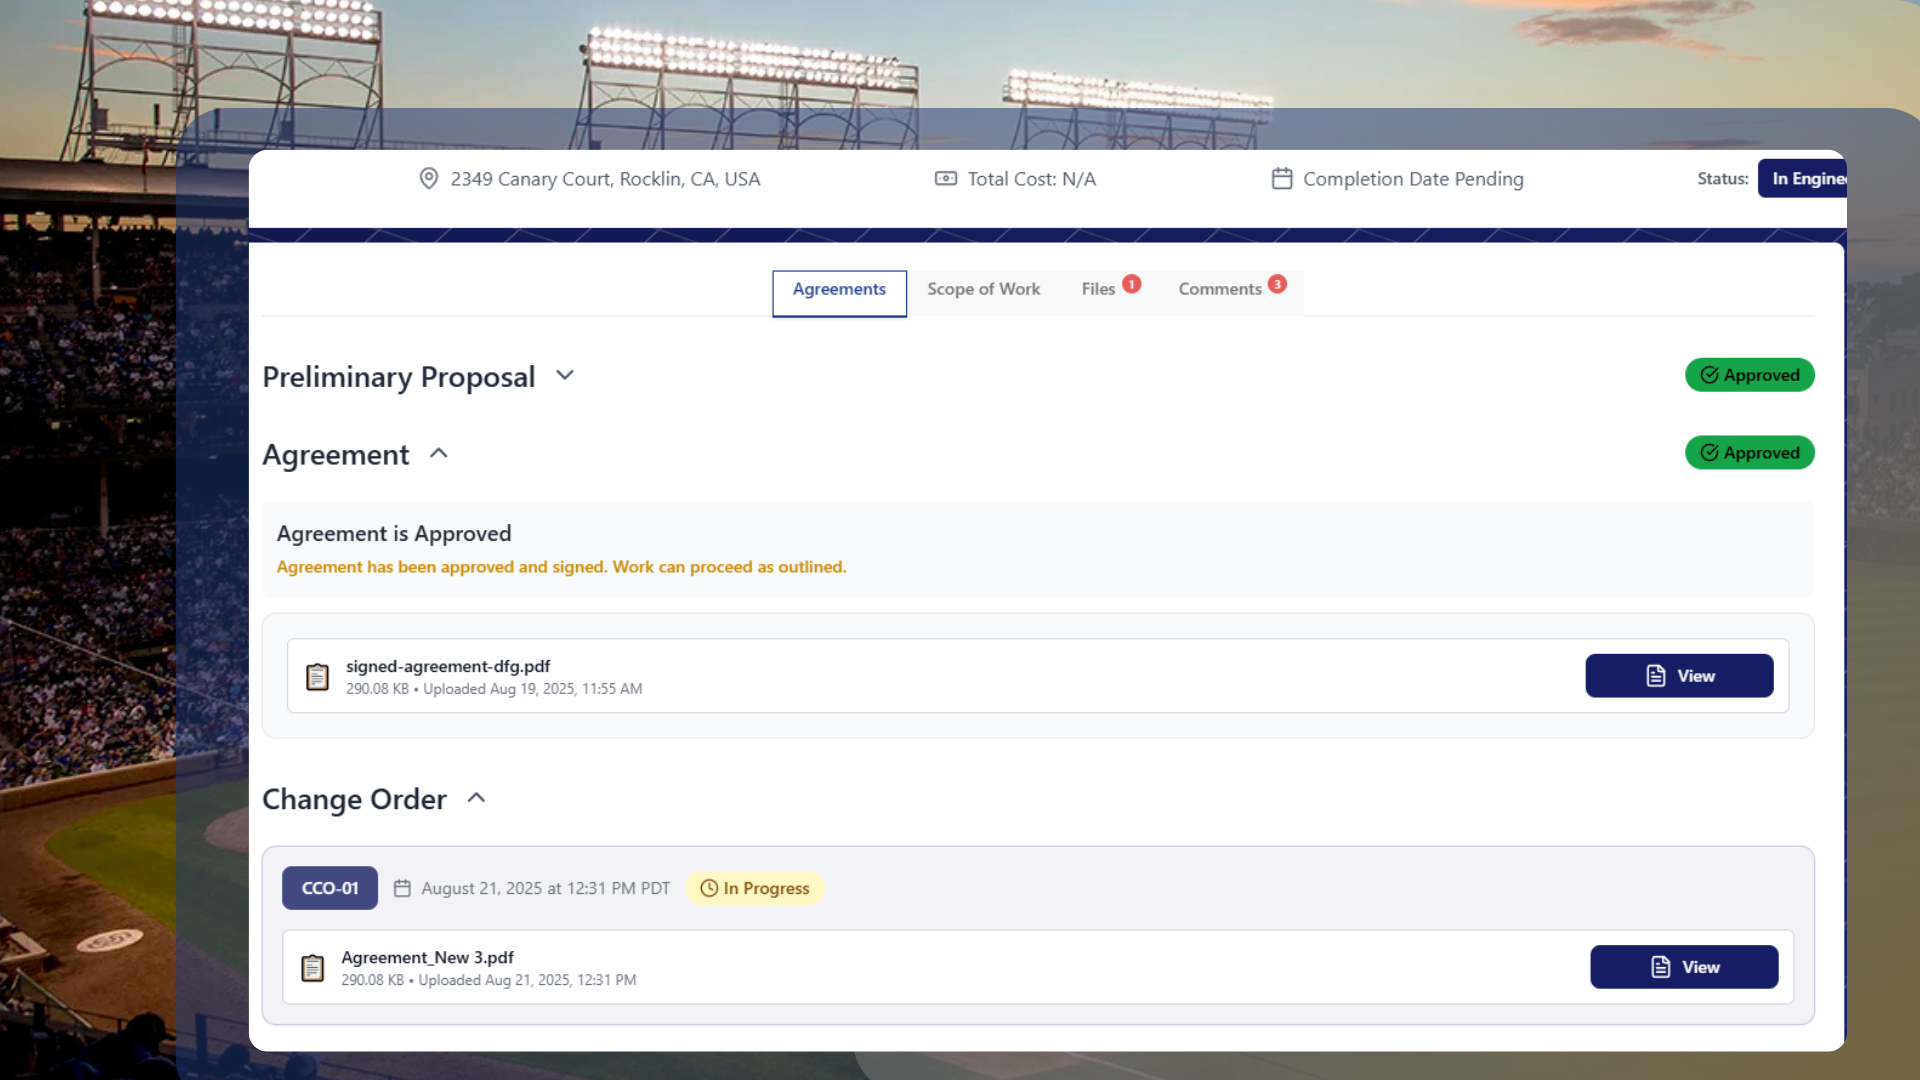 2349 Canary Court, Rocklin, CA, USA
Total Cost: N/A
Completion Date Pending
Status:
In Enginee
Agreements
Scope of Work
Files 1
Comments 3
Preliminary Proposal
Approved
Agreement
Approved
Agreement is Approved
Agreement has been approved and signed. Work can proceed as outlined.
signed-agreement-dfg.pdf
290.08 KB • Uploaded Aug 19, 2025, 11:55 AM
View
Change Order
CCO-01
August 21, 2025 at 12:31 PM PDT
In Progress
Agreement_New 3.pdf
290.08 KB • Uploaded Aug 21, 2025, 12:31 PM
View